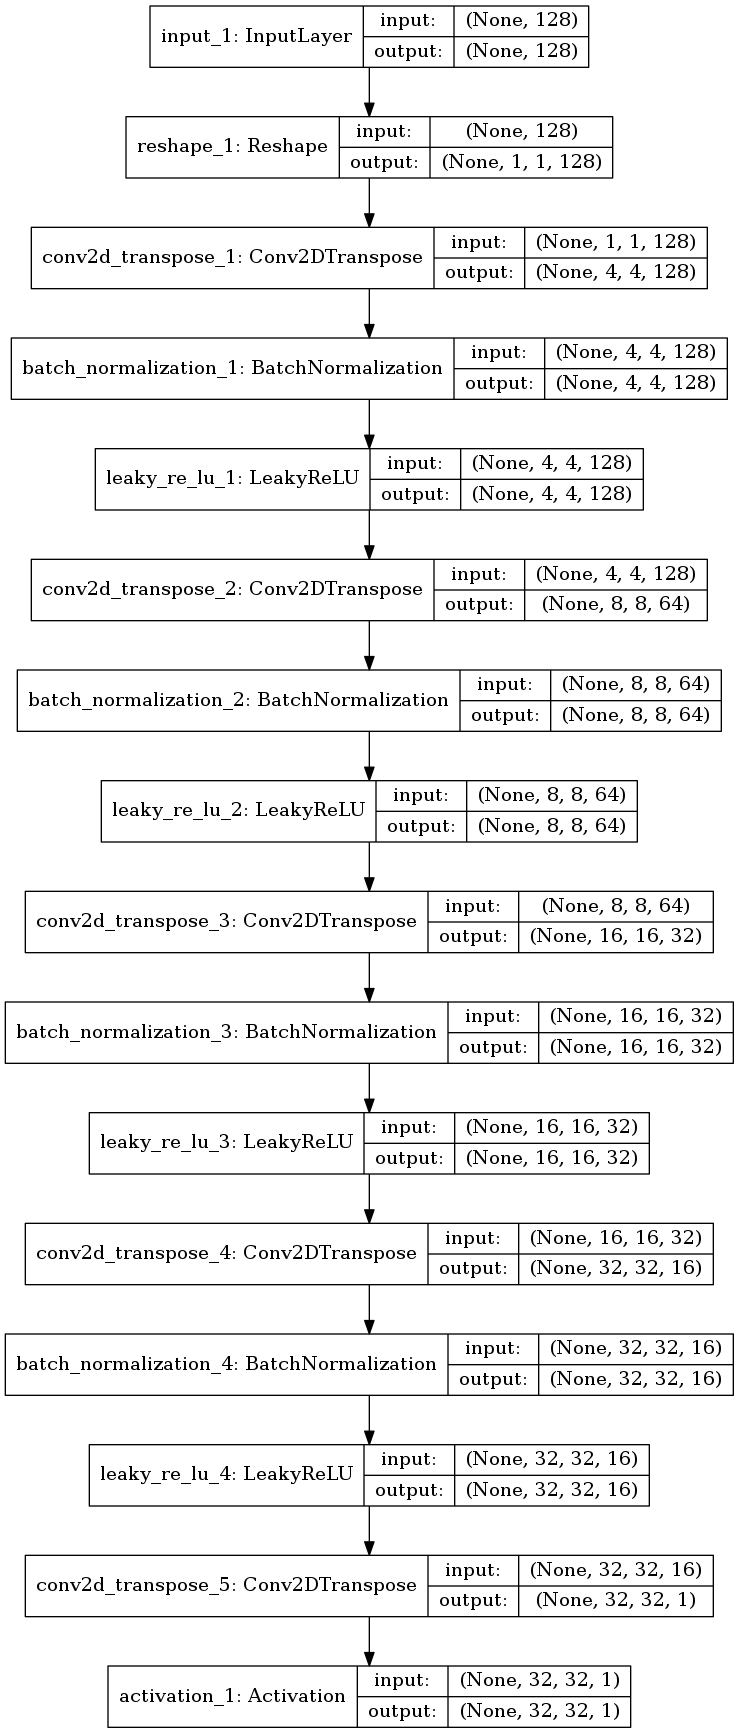 input_1: InputLayer
input: (None, 128)
output: (None, 128)
reshape_1: Reshape
input: (None, 128)
output: (None, 1, 1, 128)
conv2d_transpose_1: Conv2DTranspose
input: (None, 1, 1, 128)
output: (None, 4, 4, 128)
batch_normalization_1: BatchNormalization
input: (None, 4, 4, 128)
output: (None, 4, 4, 128)
leaky_re_lu_1: LeakyReLU
input: (None, 4, 4, 128)
output: (None, 4, 4, 128)
conv2d_transpose_2: Conv2DTranspose
input: (None, 4, 4, 128)
output: (None, 8, 8, 64)
batch_normalization_2: BatchNormalization
input: (None, 8, 8, 64)
output: (None, 8, 8, 64)
leaky_re_lu_2: LeakyReLU
input: (None, 8, 8, 64)
output: (None, 8, 8, 64)
conv2d_transpose_3: Conv2DTranspose
input: (None, 8, 8, 64)
output: (None, 16, 16, 32)
batch_normalization_3: BatchNormalization
input: (None, 16, 16, 32)
output: (None, 16, 16, 32)
leaky_re_lu_3: LeakyReLU
input: (None, 16, 16, 32)
output: (None, 16, 16, 32)
conv2d_transpose_4: Conv2DTranspose
input: (None, 16, 16, 32)
output: (None, 32, 32, 16)
batch_normalization_4: BatchNormalization
input: (None, 32, 32, 16)
output: (None, 32, 32, 16)
leaky_re_lu_4: LeakyReLU
input: (None, 32, 32, 16)
output: (None, 32, 32, 16)
conv2d_transpose_5: Conv2DTranspose
input: (None, 32, 32, 16)
output: (None, 32, 32, 1)
activation_1: Activation
input: (None, 32, 32, 1)
output: (None, 32, 32, 1)